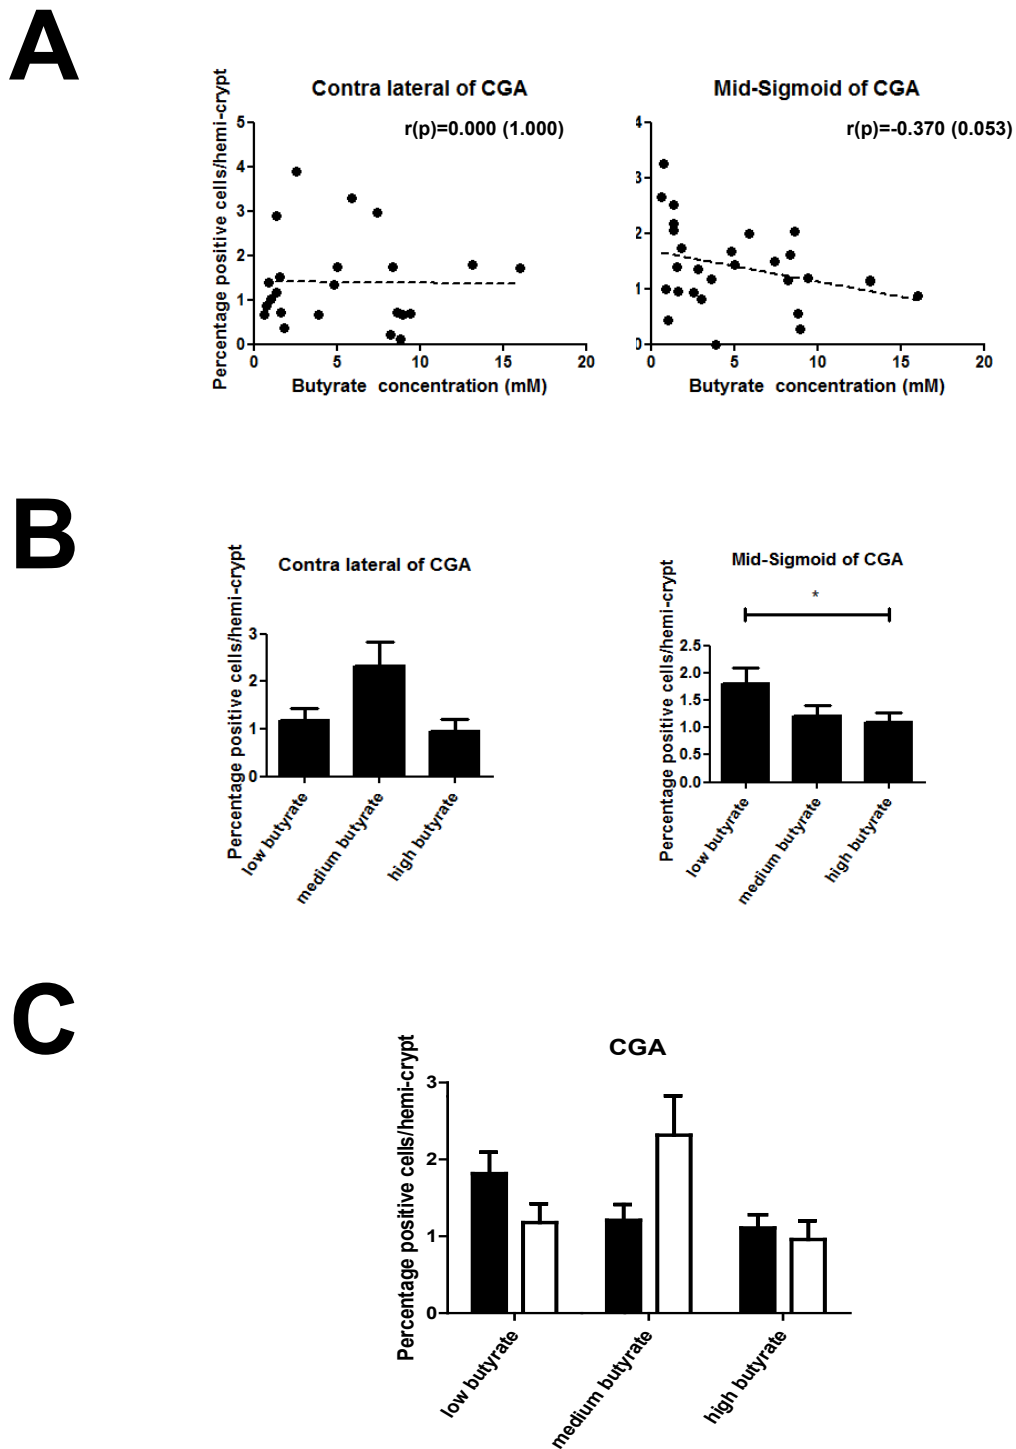 A
Contra lateral of CGA
r(p)=0.000 (1.000)
Percentage positive cells/hemi-crypt
5
4
3
2
1
0
0 5 10 15 20
Butyrate concentration (mM)
Mid-Sigmoid of CGA
r(p)=-0.370 (0.053)
4
3
2
1
0
0 5 10 15 20
Butyrate concentration (mM)
B
Contra lateral of CGA
Percentage positive cells/hemi-crypt
3
2
1
0
low butyrate
medium butyrate
high butyrate
Mid-Sigmoid of CGA
*
Percentage positive cells/hemi-crypt
2.5
2.0
1.5
1.0
0.5
0.0
low butyrate
medium butyrate
high butyrate
C
CGA
Percentage positive cells/hemi-crypt
3
2
1
0
low butyrate
medium butyrate
high butyrate